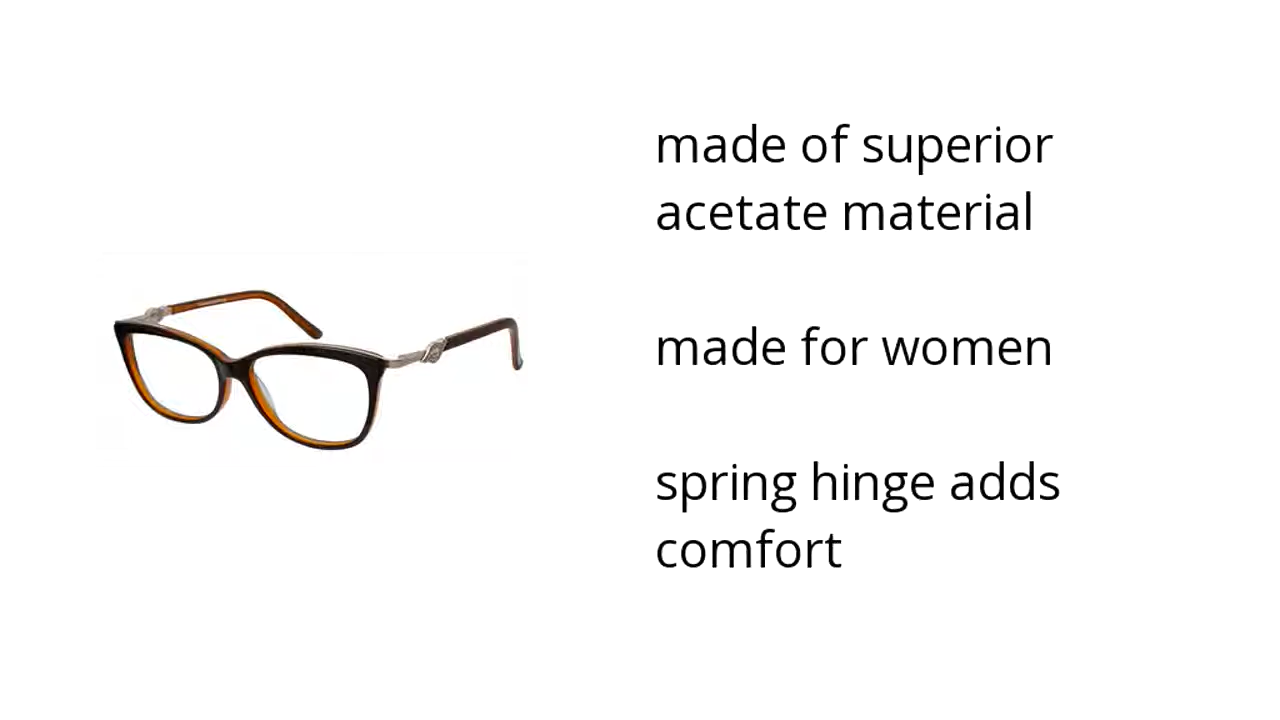 made of superior
acetate material
made for women
spring hinge adds
comfort